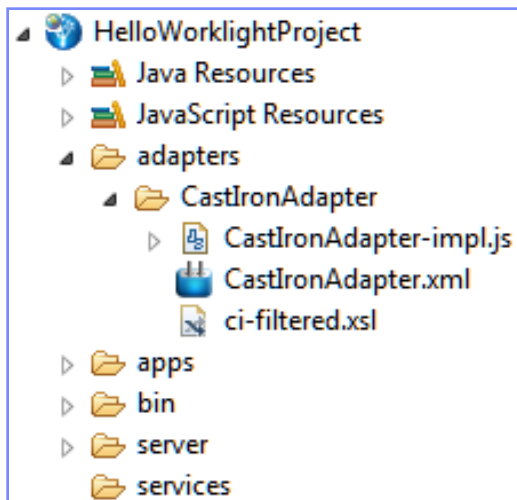 HelloWorklightProject
Java Resources
JavaScript Resources
adapters
CastIronAdapter
CastIronAdapter-impl.js
CastIronAdapter.xml
ci-filtered.xsl
apps
bin
server
services